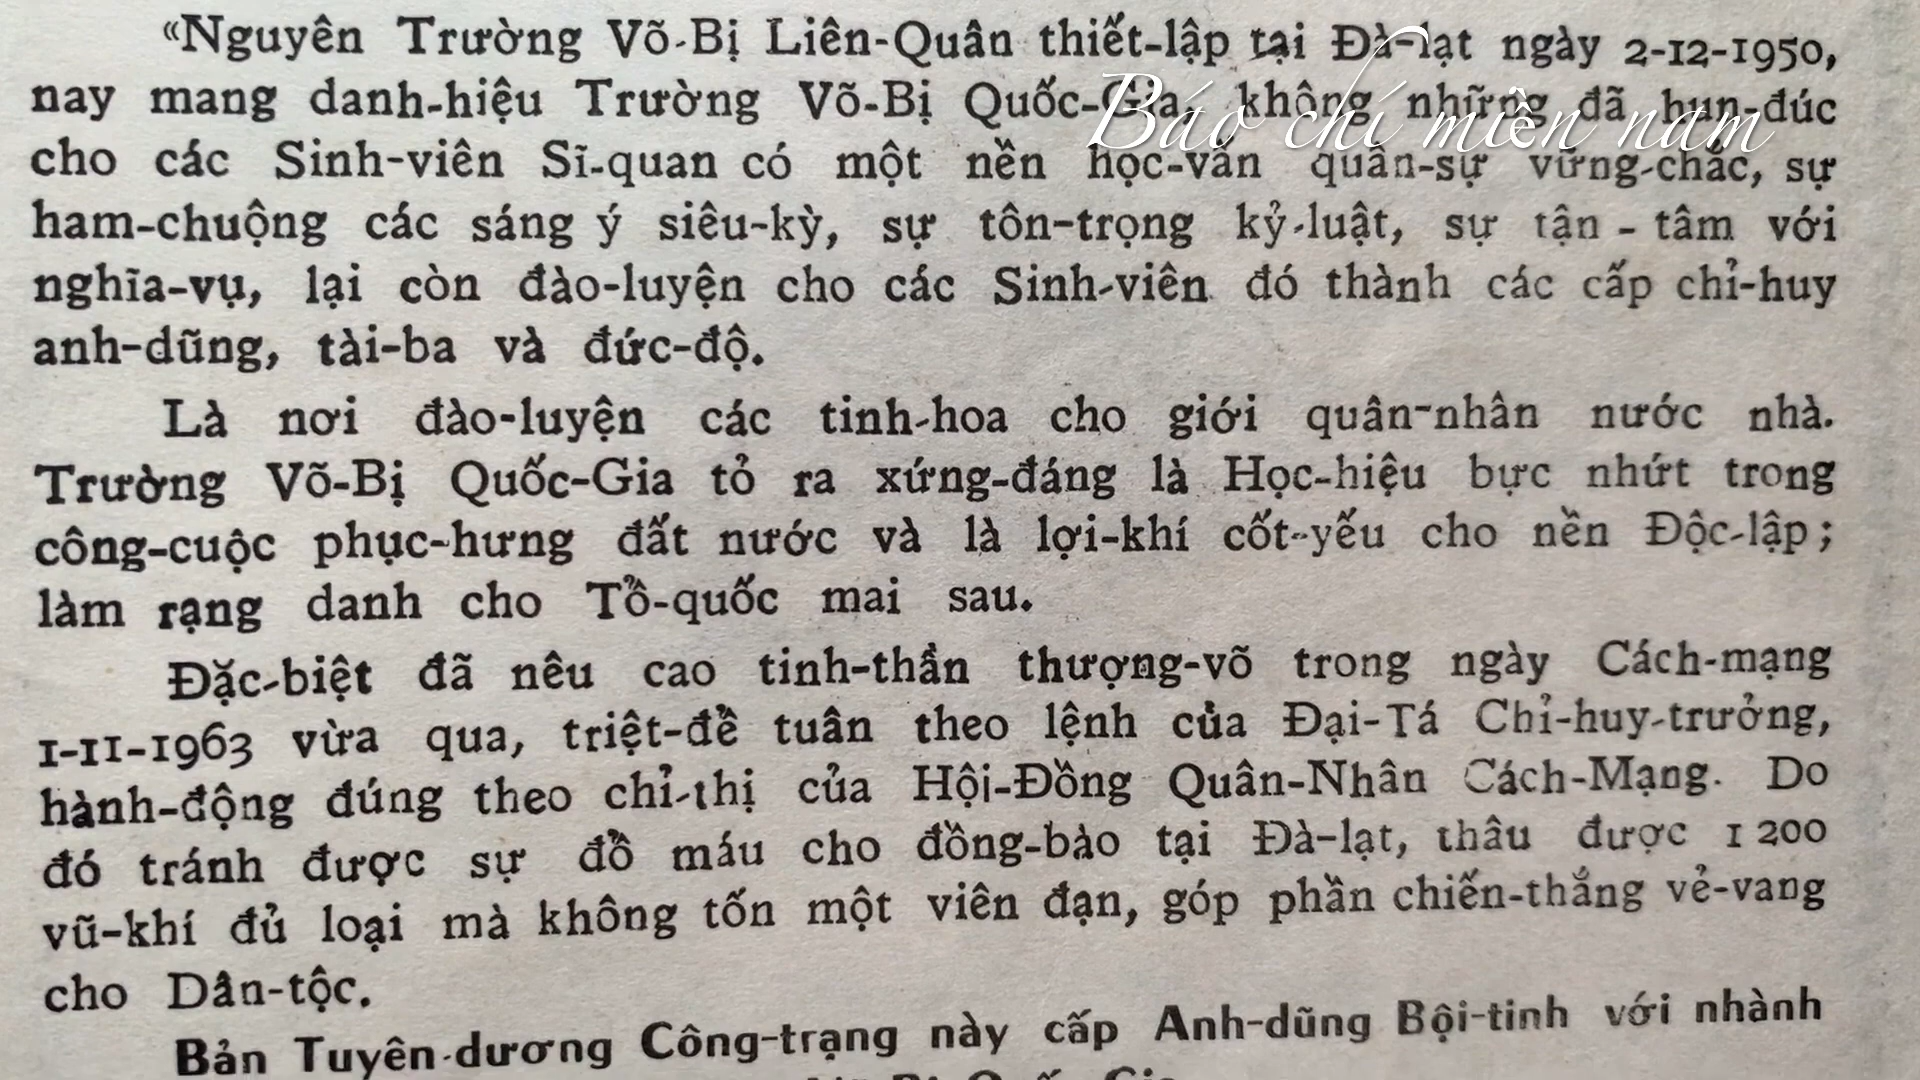 «Nguyên Trường Võ-Bị Liên-Quân thiết-lập tại Đà-lạt ngày 2-12-1950,
nay mang danh-hiệu Trường Võ-Bị Quốc-Gia, không những đã hun-đúc
Báo chí miền nam
cho các Sinh-viên Sĩ-quan có một nền học-vấn quân-sự vững-chắc, sự
ham-chuộng các sáng ý siêu-kỳ, sự tôn-trọng kỷ-luật, sự tận-tâm với
nghĩa-vụ, lại còn đào-luyện cho các Sinh-viên đó thành các cấp chỉ-huy
anh-dũng, tài-ba và đức-độ.
Là nơi đào-luyện các tinh-hoa cho giới quân-nhân nước nhà.
Trường Võ-Bị Quốc-Gia tỏ ra xứng-đáng là Học-hiệu bực nhứt trong
công-cuộc phục-hưng đất nước và là lợi-khí cốt-yếu cho nền Độc-lập;
làm rạng danh cho Tổ-quốc mai sau.
Đặc-biệt đã nêu cao tinh-thần thượng-võ trong ngày Cách-mạng
1-11-1963 vừa qua, triệt-để tuân theo lệnh của Đại-Tá Chỉ-huy-trưởng,
hành-động đúng theo chỉ-thị của Hội-Đồng Quân-Nhân Cách-Mạng. Do
đó tránh được sự đổ máu cho đồng-bào tại Đà-lạt, thâu được 1 200
vũ-khí đủ loại mà không tốn một viên đạn, góp phần chiến-thắng vẻ-vang
cho Dân-tộc.
Bản Tuyên-dương Công-trạng này cấp Anh-dũng Bội-tinh với nhành